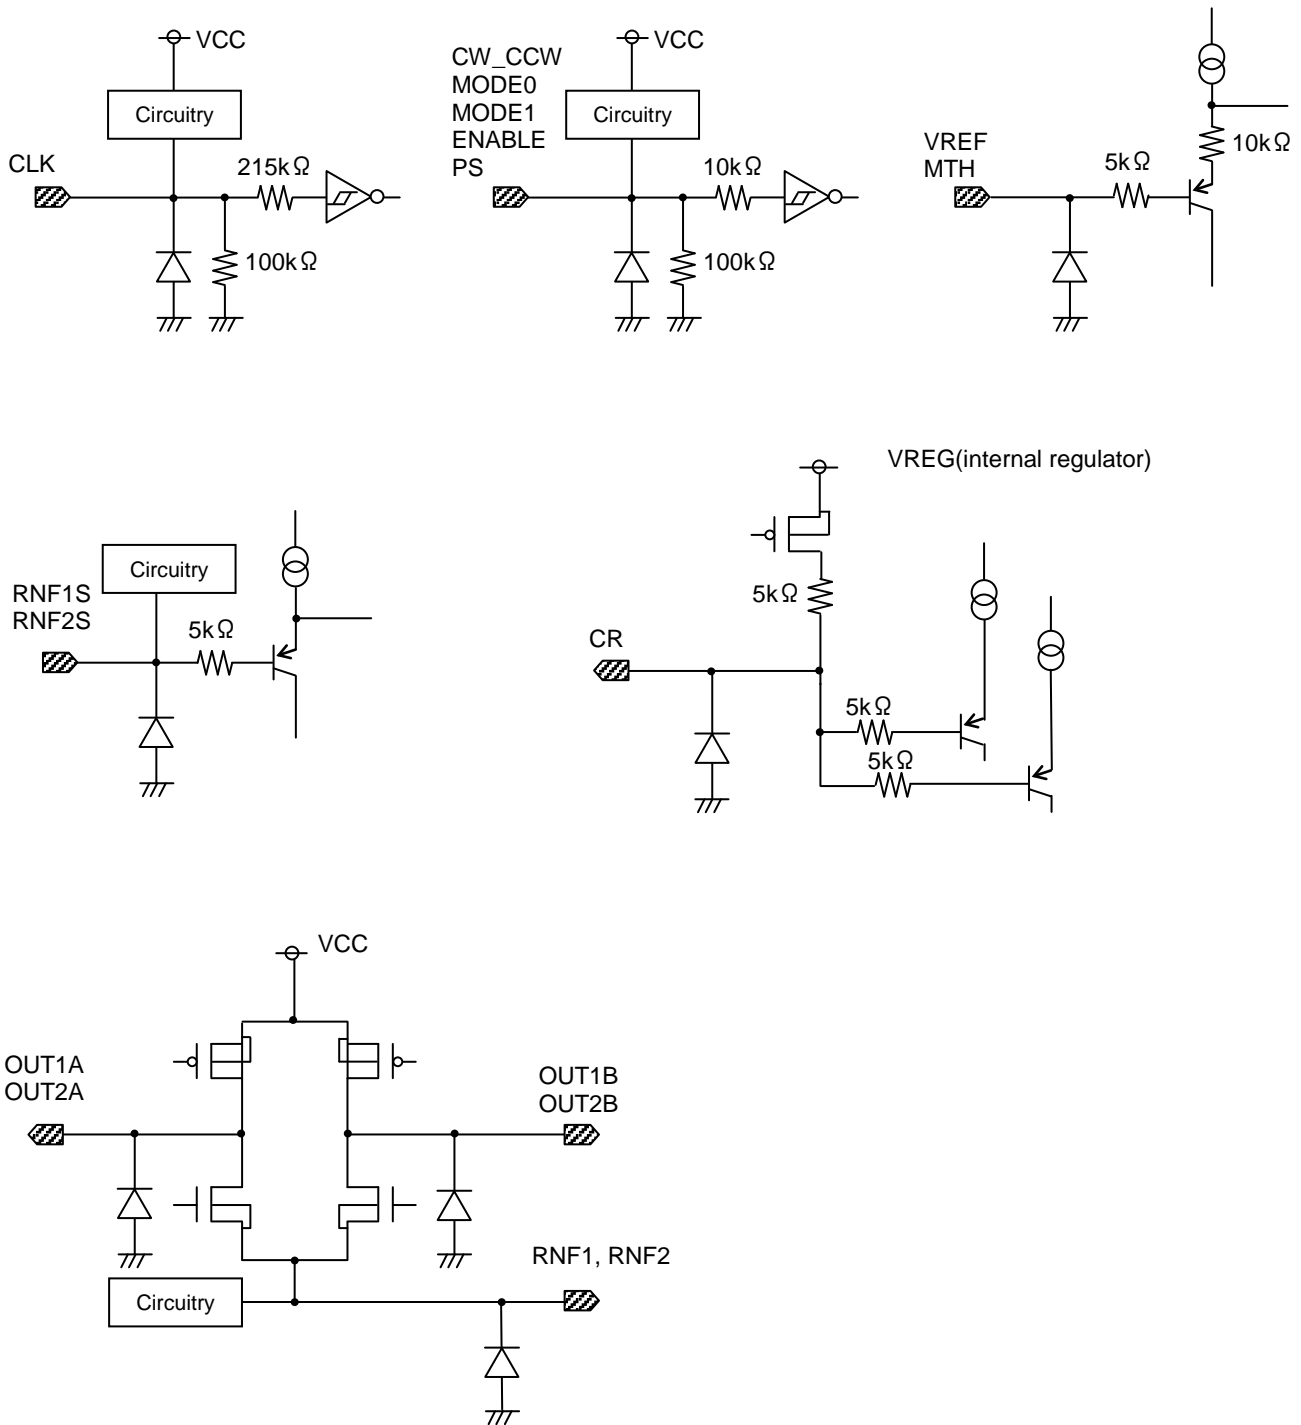 VCC
Circuitry
CLK
215kΩ
100kΩ
CW_CCW
MODE0
MODE1
ENABLE
PS
VCC
Circuitry
10kΩ
100kΩ
VREF
MTH
5kΩ
10kΩ
RNF1S
RNF2S
Circuitry
5kΩ
VREG(internal regulator)
5kΩ
CR
5kΩ
5kΩ
VCC
OUT1A
OUT2A
OUT1B
OUT2B
RNF1, RNF2
Circuitry